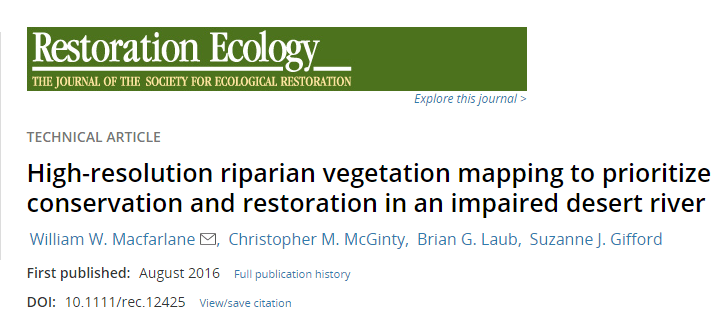 Restoration Ecology
THE JOURNAL OF THE SOCIETY FOR ECOLOGICAL RESTORATION
Explore this journal >
TECHNICAL ARTICLE
High-resolution riparian vegetation mapping to prioritize
conservation and restoration in an impaired desert river
William W. Macfarlane, Christopher M. McGinty, Brian G. Laub, Suzanne J. Gifford
First published: August 2016 Full publication history
DOI: 10.1111/rec.12425 View/save citation